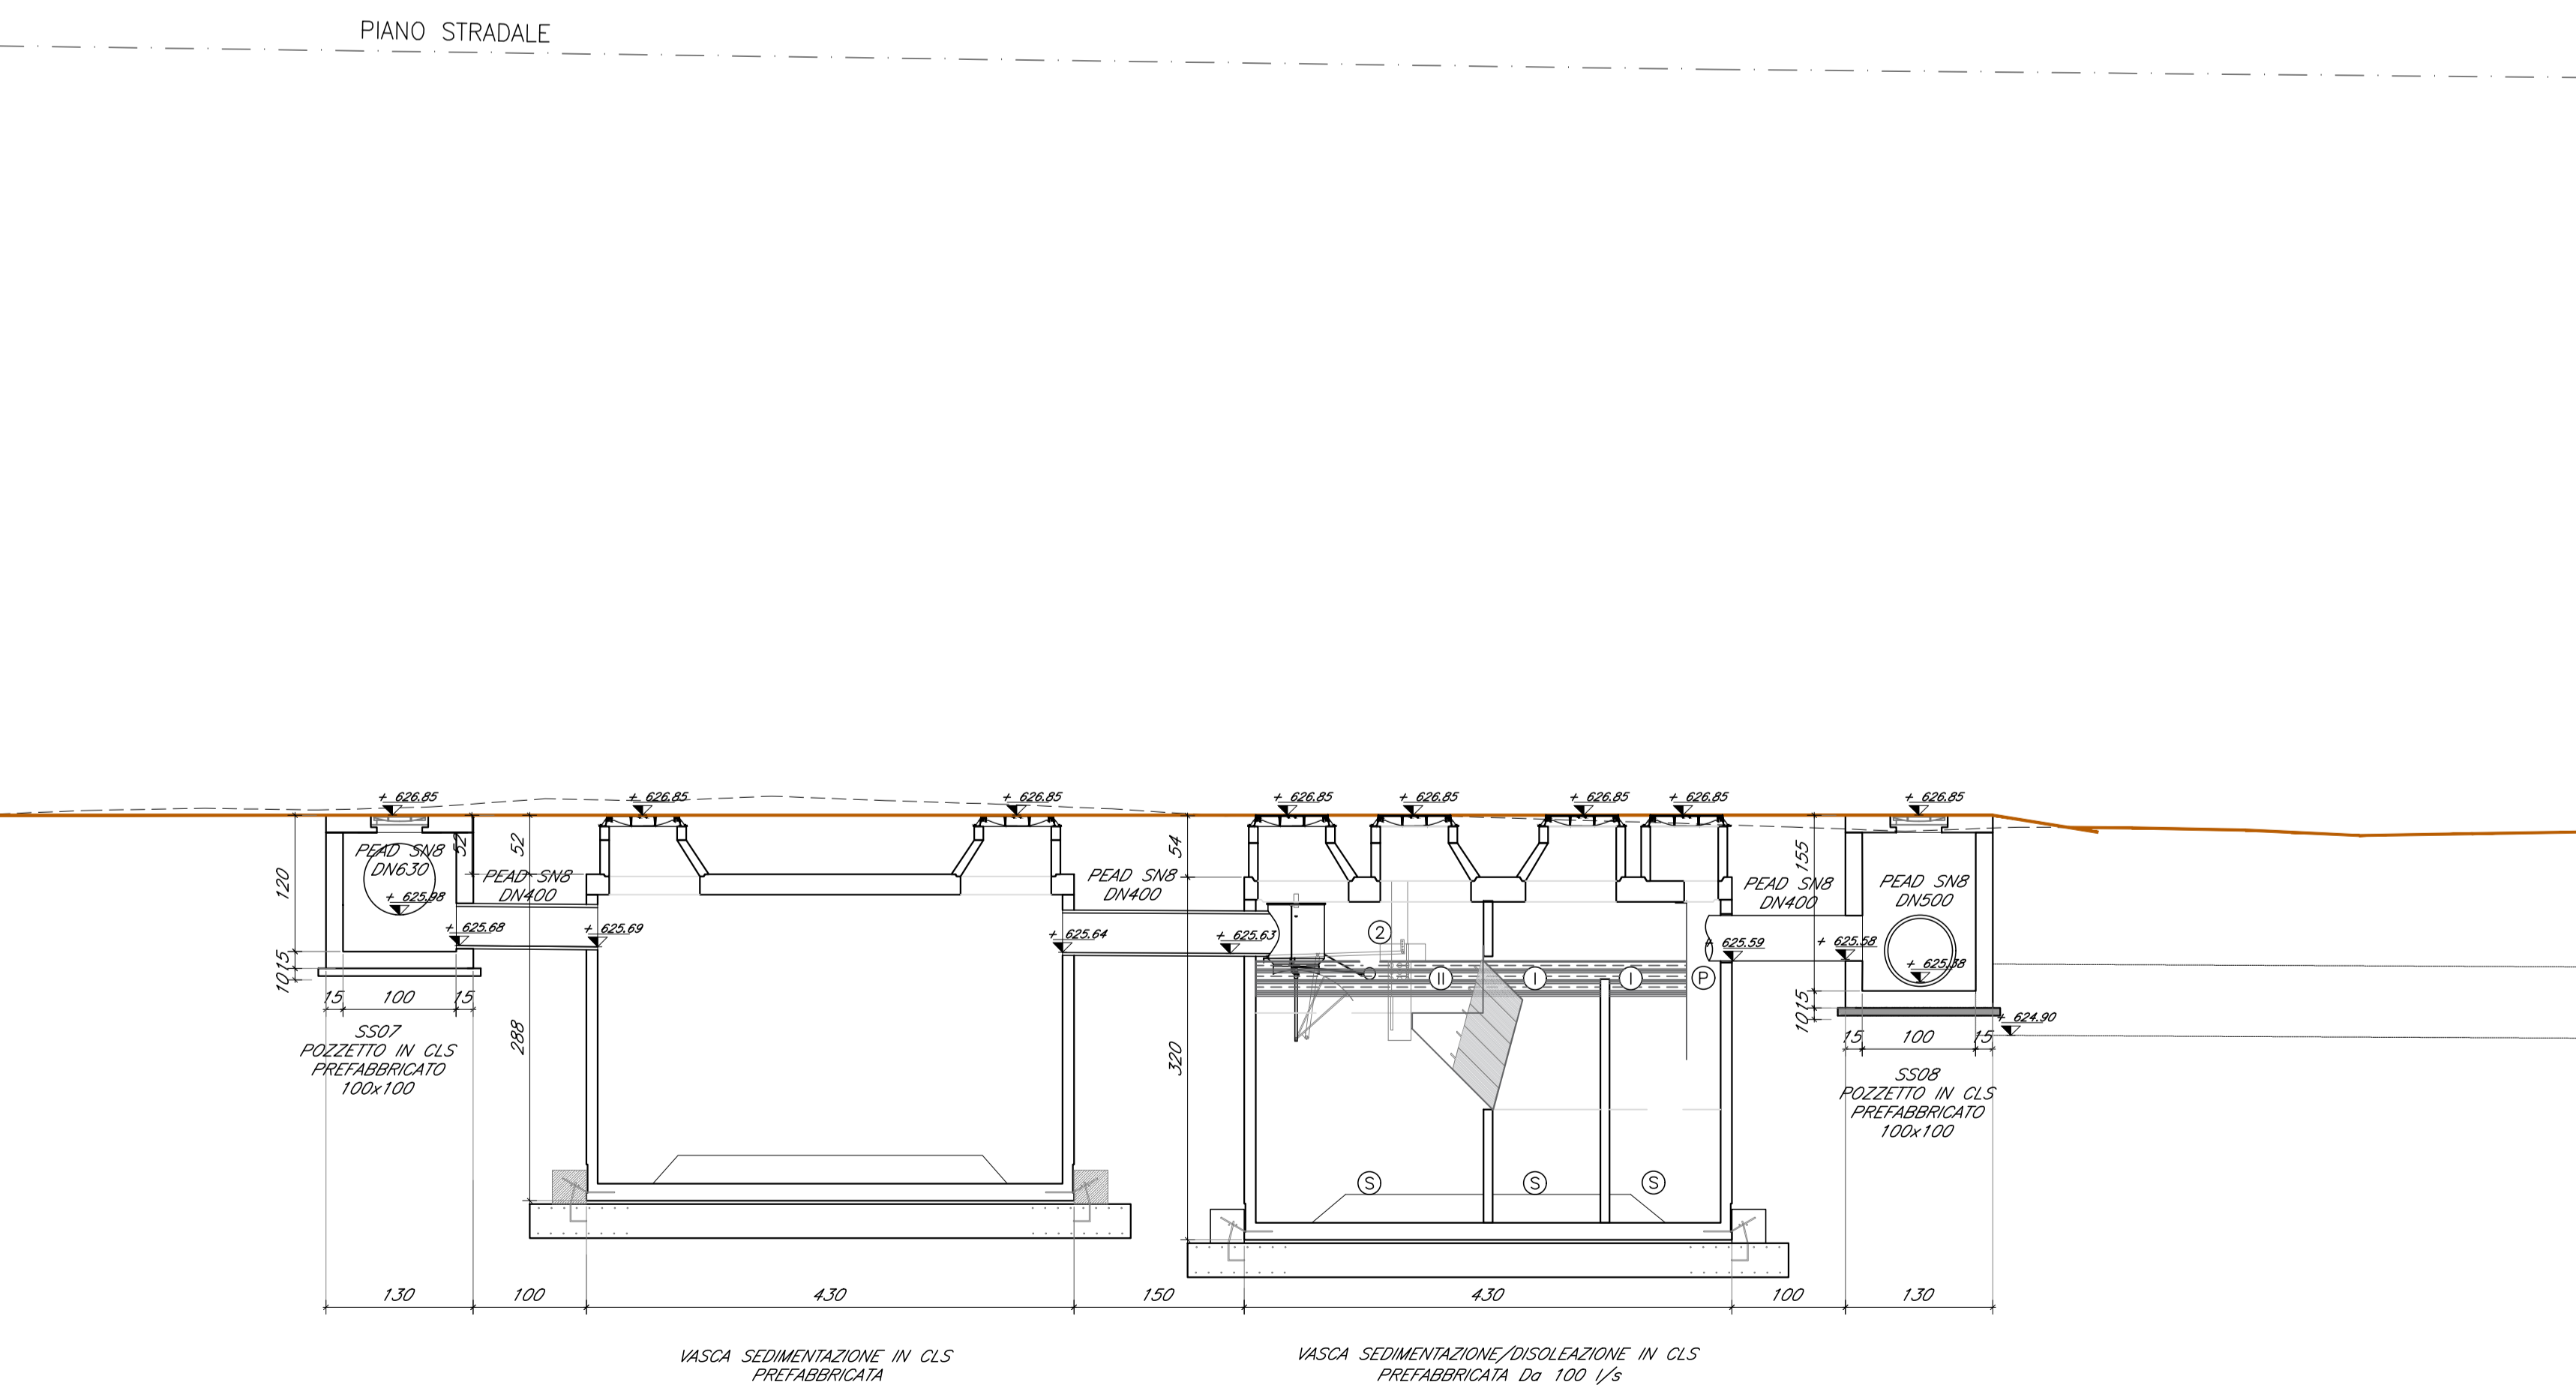 PIANO STRADALE
+ 626.85
+ 626.85
+ 626.85
+ 626.85
+ 626.85
+ 626.85
+ 626.85
+ 626.85
PEAD SN8
DN630
+ 625.98
52
52
120
15
10
PEAD SN8
DN400
+ 625.68
+ 625.69
15
100
15
SS07
POZZETTO IN CLS
PREFABBRICATO
100x100
288
+ 625.64
PEAD SN8
DN400
+ 625.63
54
320
2
II
I
I
P
S
S
S
+ 625.59
PEAD SN8
DN400
+ 625.58
155
15
10
PEAD SN8
DN500
+ 625.38
+ 624.90
15
100
15
SS08
POZZETTO IN CLS
PREFABBRICATO
100x100
130
100
430
150
430
100
130
VASCA SEDIMENTAZIONE IN CLS
PREFABBRICATA
VASCA SEDIMENTAZIONE/DISOLEAZIONE IN CLS
PREFABBRICATA Da 100 l/s